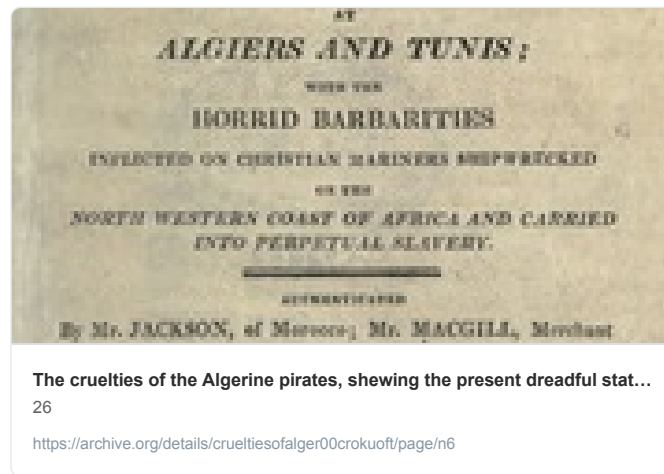 AT
ALGIERS AND TUNIS;
WITH THE
HORRID BARBARITIES
INFLICTED ON CHRISTIAN MARINERS SHIPWRECKED
ON THE
NORTH WESTERN COAST OF AFRICA AND CARRIED
INTO PERPETUAL SLAVERY.
AUTHENTICATED
By Mr. JACKSON, of Morocco; Mr. MACGILL, Merchant
The cruelties of the Algerine pirates, shewing the present dreadful stat…
26
https://archive.org/details/crueltiesofalger00crokuoft/page/n6